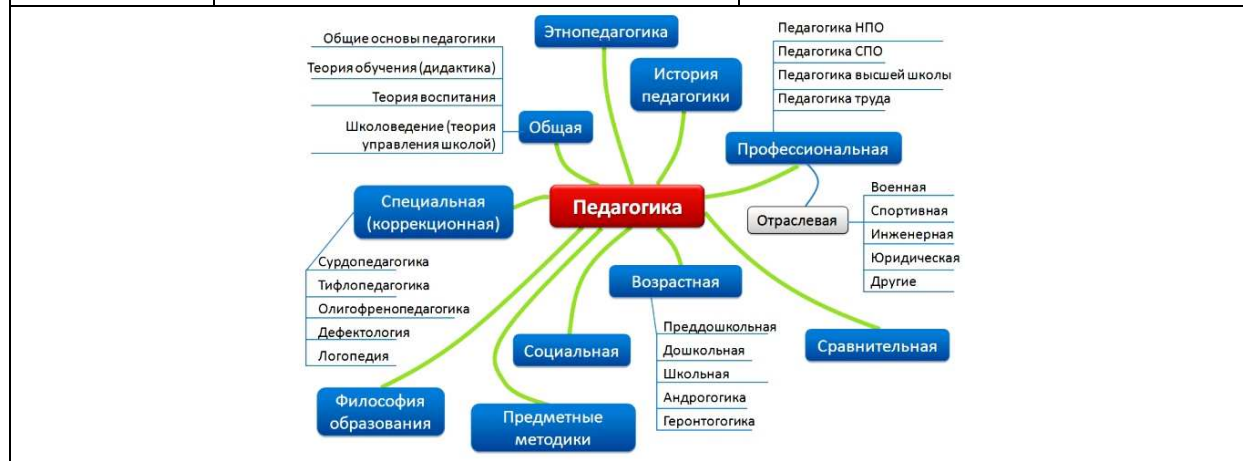 Этнопедагогика
История
педагогики
Общие основы педагогики
Теория обучения (дидактика)
Теория воспитания
Школоведение (теория
управления школой)
Общая
Педагогика НПО
Педагогика СПО
Педагогика высшей школы
Педагогика труда
Профессиональная
Отраслевая
Военная
Спортивная
Инженерная
Юридическая
Другие
Педагогика
Специальная
(коррекционная)
Сурдопедагогика
Тифлопедагогика
Олигофренопедагогика
Дефектология
Логопедия
Возрастная
Преддошкольная
Дошкольная
Школьная
Андрогогика
Геронтогогика
Социальная
Сравнительная
Философия
образования
Предметные
методики